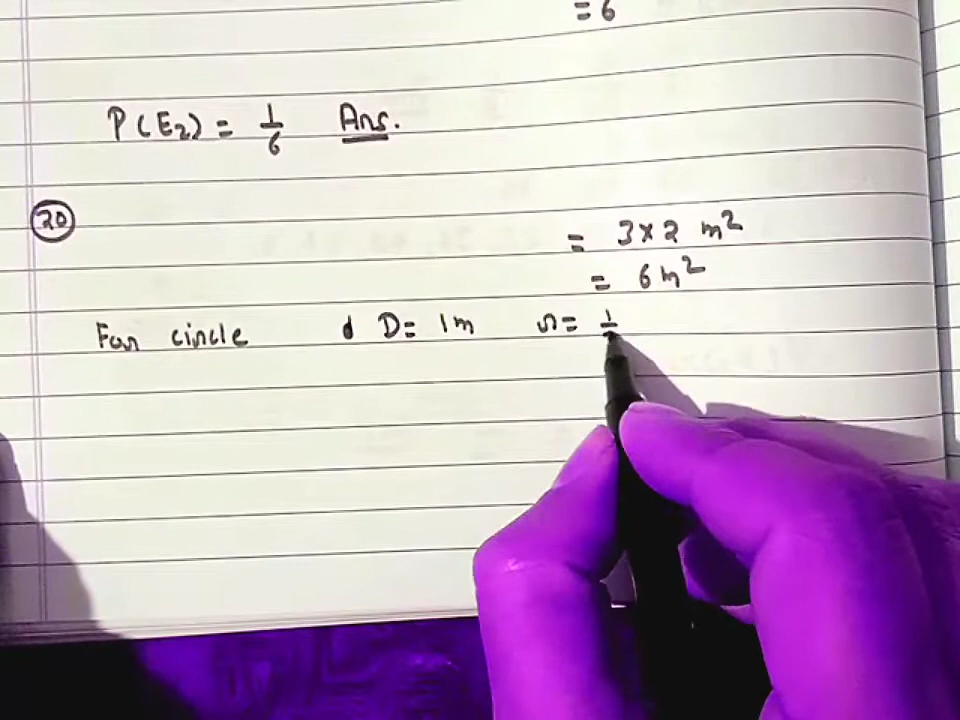 = 6
P(E₂) = 1/6 Ans.
20
= 3 × 2 m²
= 6 m²
For circle d D = 1m r = 1